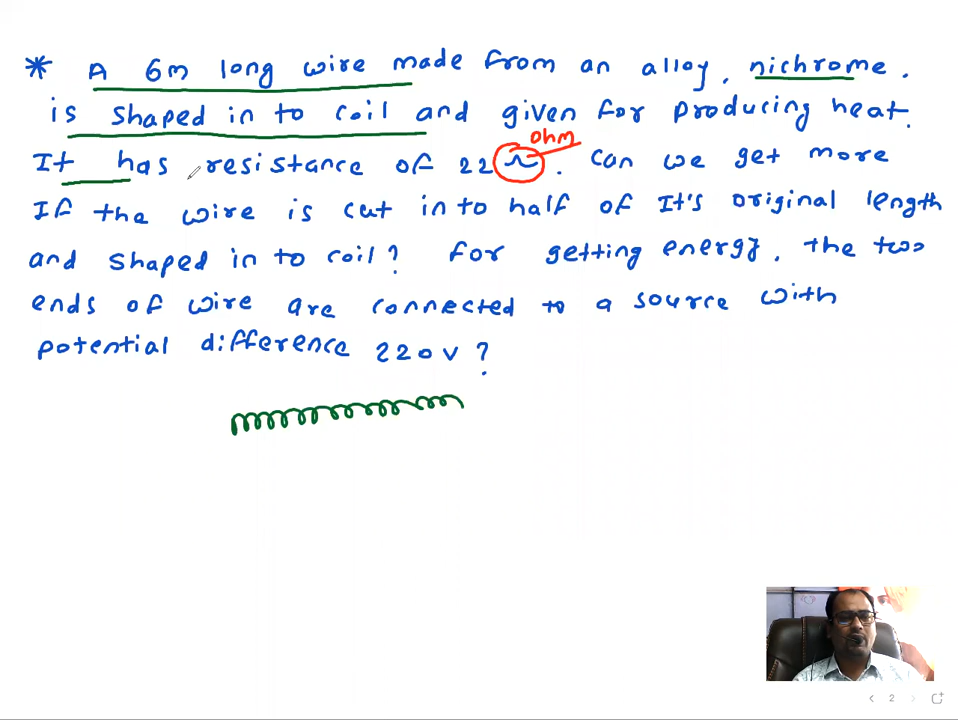 * A 6m long wire made from an alloy, nichrome.
is shaped in to coil and given for producing heat.
ohm
It has resistance of 22 Ω. Can we get more
If the wire is cut in to half of It's original length
and shaped in to coil? For getting energy, the two
ends of wire are connected to a source with
potential difference 220 V?
2